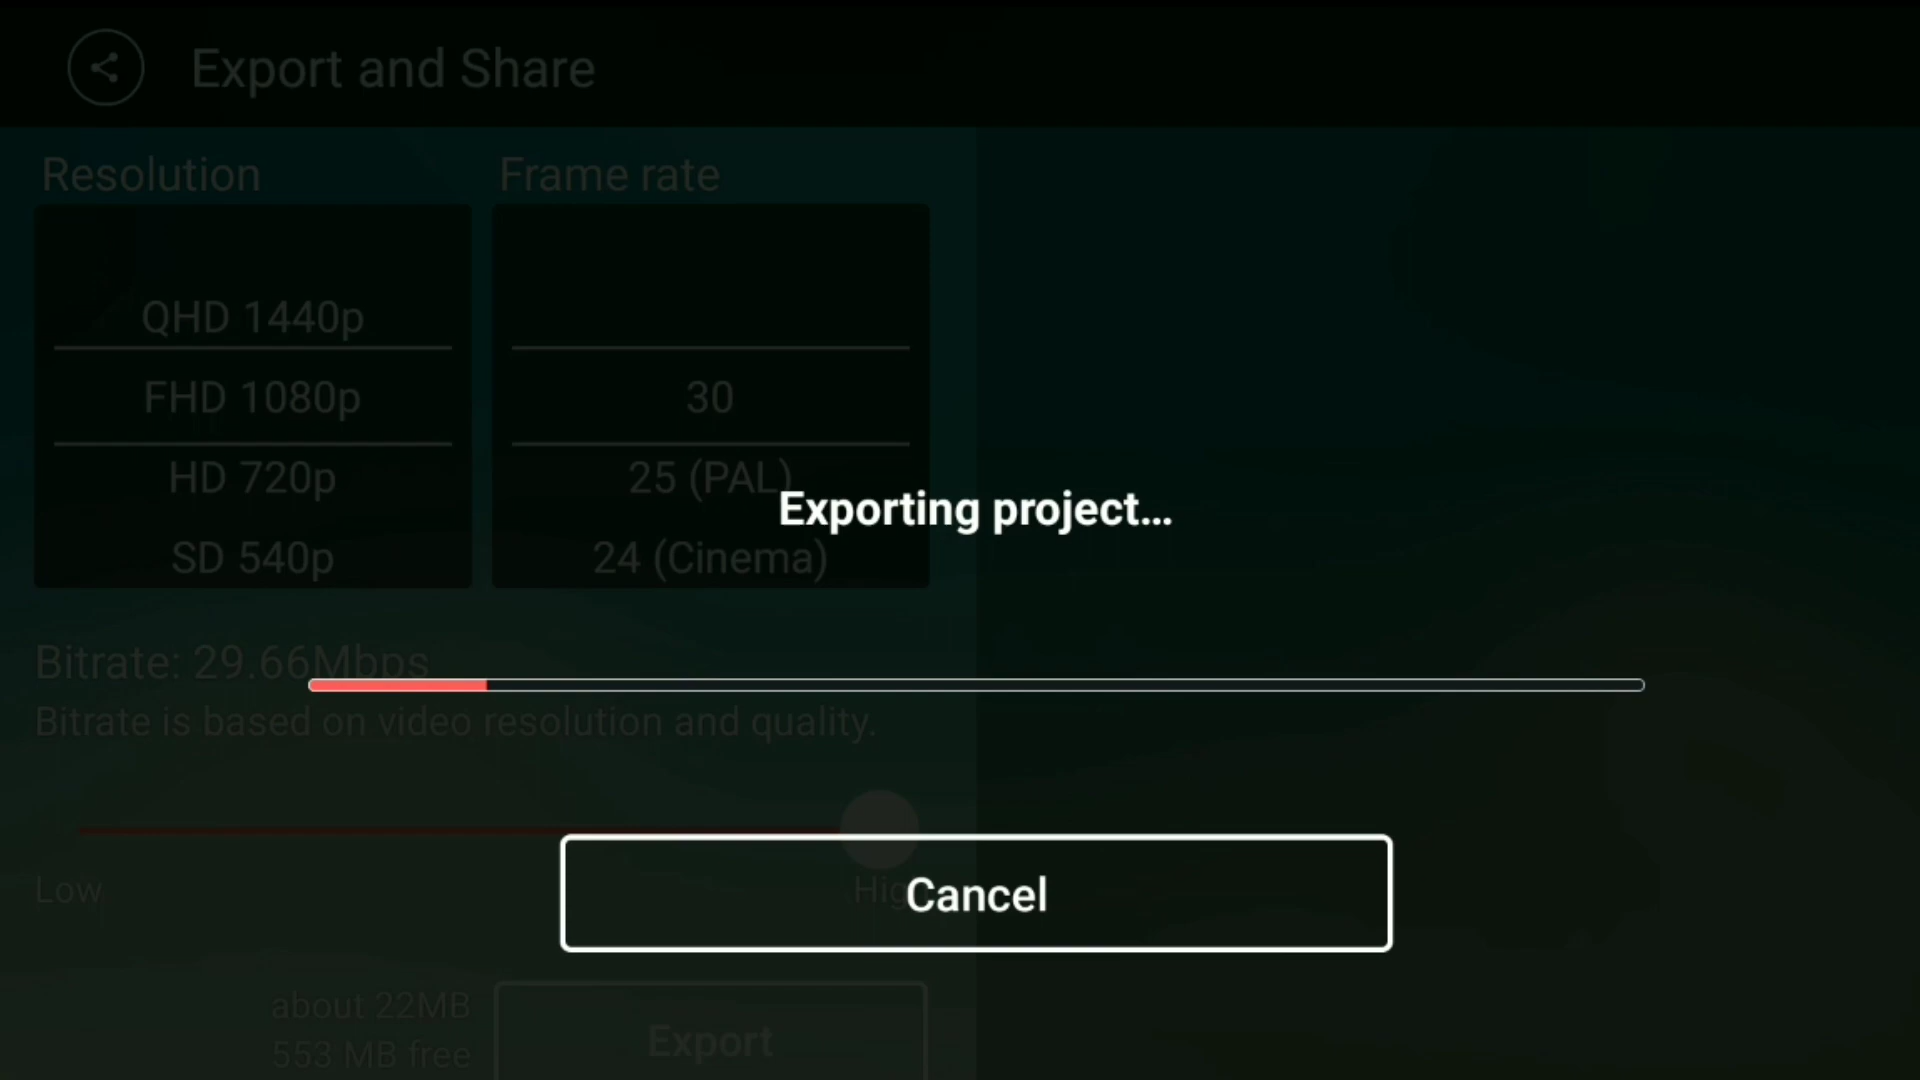 Export and Share
Resolution
Frame rate
QHD 1440p
FHD 1080p
HD 720p
SD 540p
30
25 (PAL)
24 (Cinema)
Exporting project...
Bitrate: 29.66Mbps
Bitrate is based on video resolution and quality.
Low
Hig
Cancel
about 22MB
553 MB free
Export